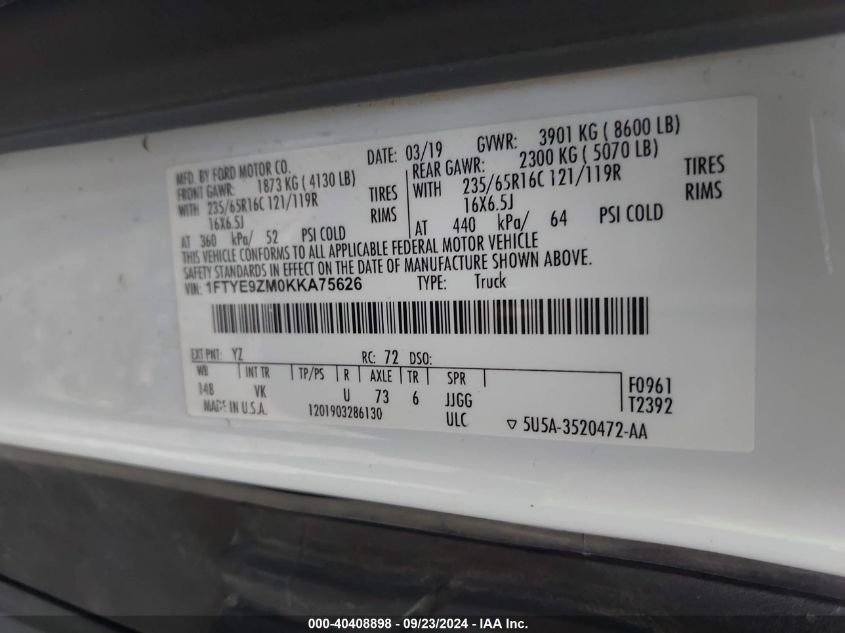 MFD. BY FORD MOTOR CO. DATE: 03/19 GVWR: 3901 KG ( 8600 LB)
FRONT GAWR: 1873 KG ( 4130 LB) REAR GAWR: 2300 KG ( 5070 LB)
WITH 235/65R16C 121/119R TIRES WITH 235/65R16C 121/119R TIRES
16X6.5J RIMS 16X6.5J RIMS
AT 360 kPa/ 52 PSI COLD AT 440 kPa/ 64 PSI COLD
THIS VEHICLE CONFORMS TO ALL APPLICABLE FEDERAL MOTOR VEHICLE
SAFETY STANDARDS IN EFFECT ON THE DATE OF MANUFACTURE SHOWN ABOVE.
VIN: 1FTYE9ZM0KKA75626 TYPE: Truck
EXT PNT: YZ RC: 72 DSO:
WB INT TR TP/PS R AXLE TR SPR
VK U 73 6 JJGG F0961
MADE IN U.S.A. 1201903286130 ULC T2392
▽ 5U5A-3520472-AA
000-40408898 - 09/23/2024 - IAA Inc.